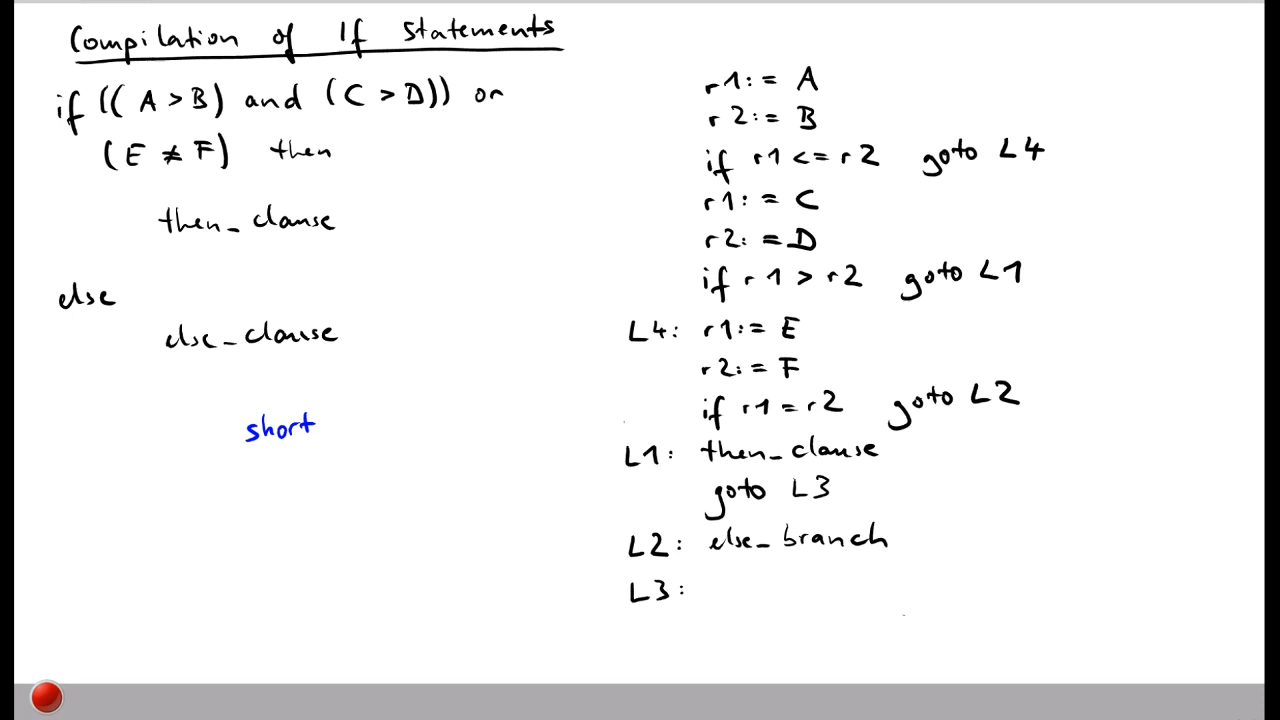 Compilation of If statements
if (( A > B) and (C > D)) or
(E ≠ F) then
then_clause
else
else_clause
short
r1:= A
r2:= B
if r1 <= r2 goto L4
r1:= C
r2:= D
if r1 > r2 goto L1
L4: r1:= E
r2:= F
if r1 = r2 goto L2
L1: then_clause
goto L3
L2: else_branch
L3: